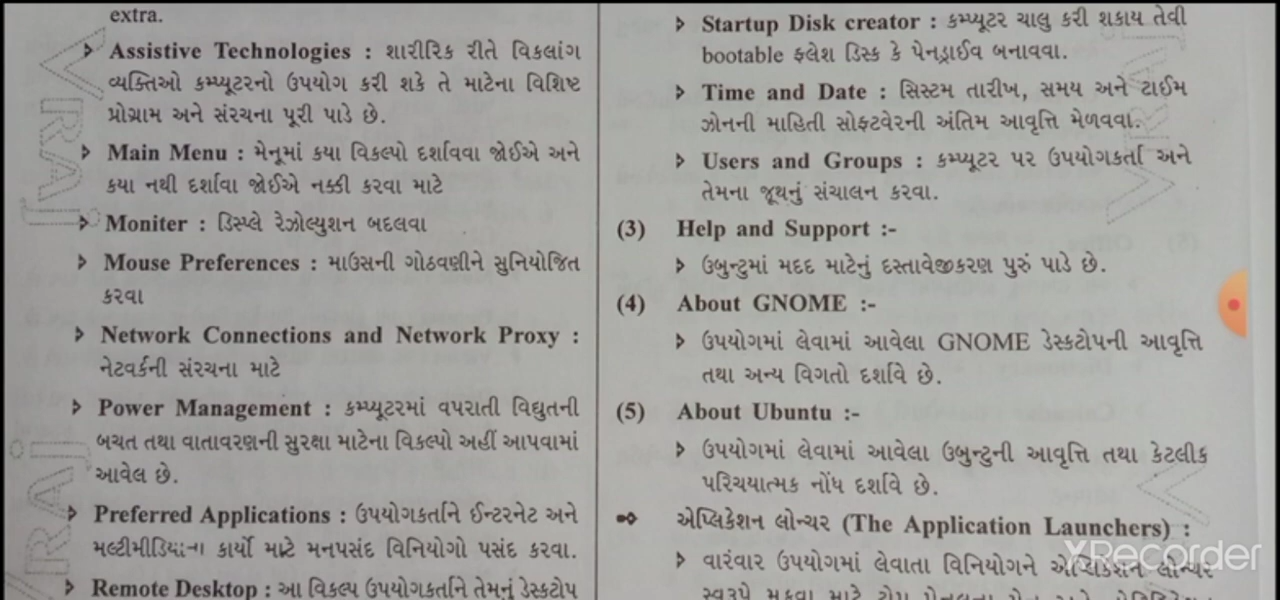 extra.
Assistive Technologies : શારીરિક રીતે વિકલાંગ
વ્યક્તિઓ કમ્પ્યૂટરનો ઉપયોગ કરી શકે તે માટેના વિશિષ્ટ
પ્રોગ્રામ અને સંરચના પૂરી પાડે છે.
Main Menu : મેનૂમાં કયા વિકલ્પો દર્શાવવા જોઈએ અને
કયા નથી દર્શાવા જોઈએ નક્કી કરવા માટે
Moniter : ડિસ્પ્લે રેઝોલ્યુશન બદલવા
Mouse Preferences : માઉસની ગોઠવણીને સુનિયોજિત
કરવા
Network Connections and Network Proxy :
નેટવર્કની સંરચના માટે
Power Management : કમ્પ્યૂટરમાં વપરાતી વિદ્યુતની
બચત તથા વાતાવરણની સુરક્ષા માટેના વિકલ્પો અહીં આપવામાં
આવેલ છે.
Preferred Applications : ઉપયોગકર્તાને ઈન્ટરનેટ અને
મલ્ટીમીડિયાના કાર્યો માટે મનપસંદ વિનિયોગો પસંદ કરવા.
Remote Desktop : આ વિકલ્પ ઉપયોગકર્તાને તેમનું ડેસ્કટોપ
Startup Disk creator : કમ્પ્યૂટર ચાલુ કરી શકાય તેવી
bootable ફ્લેશ ડિસ્ક કે પેનડ્રાઈવ બનાવવા.
Time and Date : સિસ્ટમ તારીખ, સમય અને ટાઈમ
ઝોનની માહિતી સોફ્ટવેરની અંતિમ આવૃત્તિ મેળવવા.
Users and Groups : કમ્પ્યૂટર પર ઉપયોગકર્તા અને
તેમના જૂથનું સંચાલન કરવા.
(3) Help and Support :-
ઉબુન્ટુમાં મદદ માટેનું દસ્તાવેજીકરણ પુરું પાડે છે.
(4) About GNOME :-
ઉપયોગમાં લેવામાં આવેલા GNOME ડેસ્કટોપની આવૃત્તિ
તથા અન્ય વિગતો દર્શાવે છે.
(5) About Ubuntu :-
ઉપયોગમાં લેવામાં આવેલા ઉબુન્ટુની આવૃત્તિ તથા કેટલીક
પરિચયાત્મક નોંધ દર્શાવે છે.
એપ્લિકેશન લોન્ચર (The Application Launchers) :
વારંવાર ઉપયોગમાં લેવાતા વિનિયોગને એપ્લિકેશન લોન્ચર
સ્વરૂપે મૂકવા માટે
XRecorder
VIRAJ
VIRAJ
VIRAJ